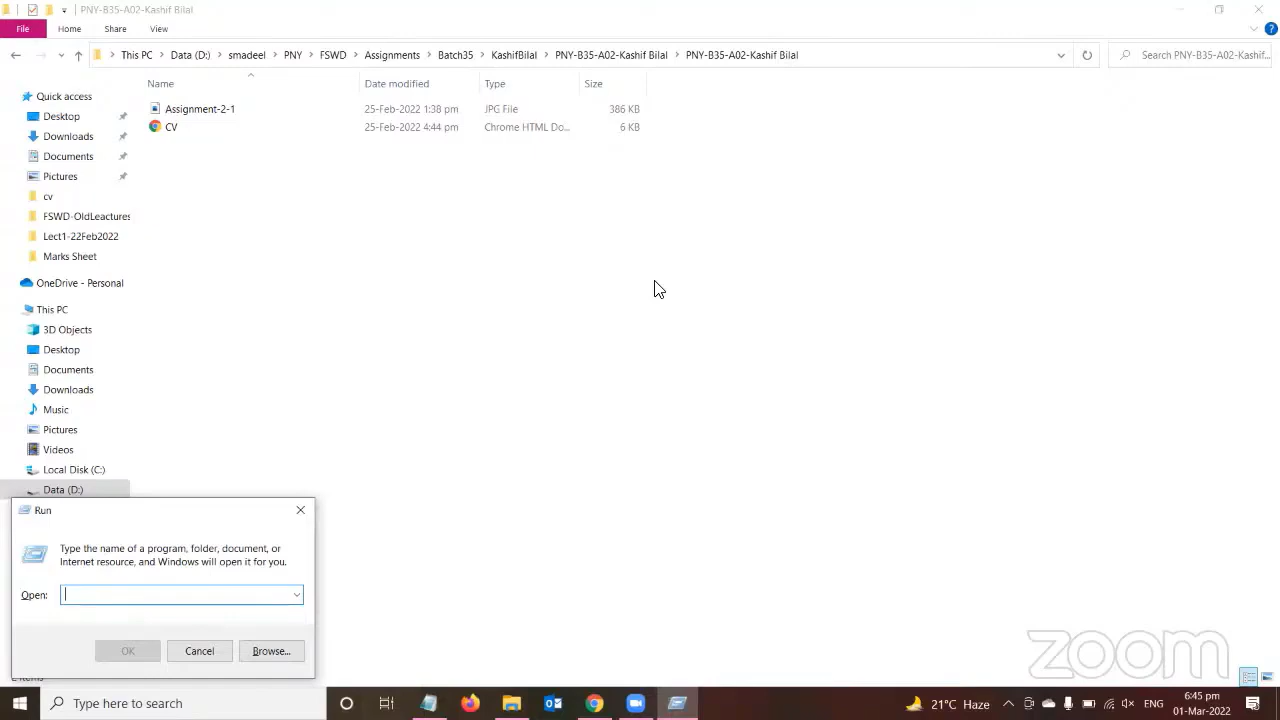 PNY-B35-A02-Kashif Bilal
File Home Share View
This PC Data (D:) smadeel PNY FSWD Assignments Batch35 KashifBilal PNY-B35-A02-Kashif Bilal PNY-B35-A02-Kashif Bilal Search PNY-B35-A02-Kashif...
Name Date modified Type Size
Quick access
Assignment-2-1 25-Feb-2022 1:38 pm JPG File 386 KB
Desktop
CV 25-Feb-2022 4:44 pm Chrome HTML Do... 6 KB
Downloads
Documents
Pictures
cv
FSWD-OldLeactures
Lect1-22Feb2022
Marks Sheet
OneDrive - Personal
This PC
3D Objects
Desktop
Documents
Downloads
Music
Pictures
Videos
Local Disk (C:)
Data (D:)
Run
Type the name of a program, folder, document, or
Internet resource, and Windows will open it for you.
Open:
OK Cancel Browse...
zoom
Type here to search
21°C Haze
ENG
6:45 pm
01-Mar-2022